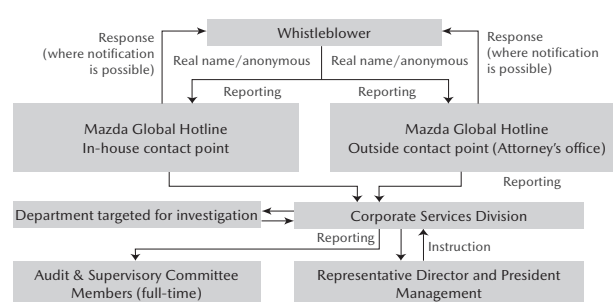 Whistleblower
Response
(where notification
is possible)
Real name/anonymous
Real name/anonymous
Response
(where notification
is possible)
Reporting
Reporting
Mazda Global Hotline
In-house contact point
Mazda Global Hotline
Outside contact point (Attorney's office)
Reporting
Department targeted for investigation
Corporate Services Division
Reporting
Instruction
Audit & Supervisory Committee
Members (full-time)
Representative Director and President
Management